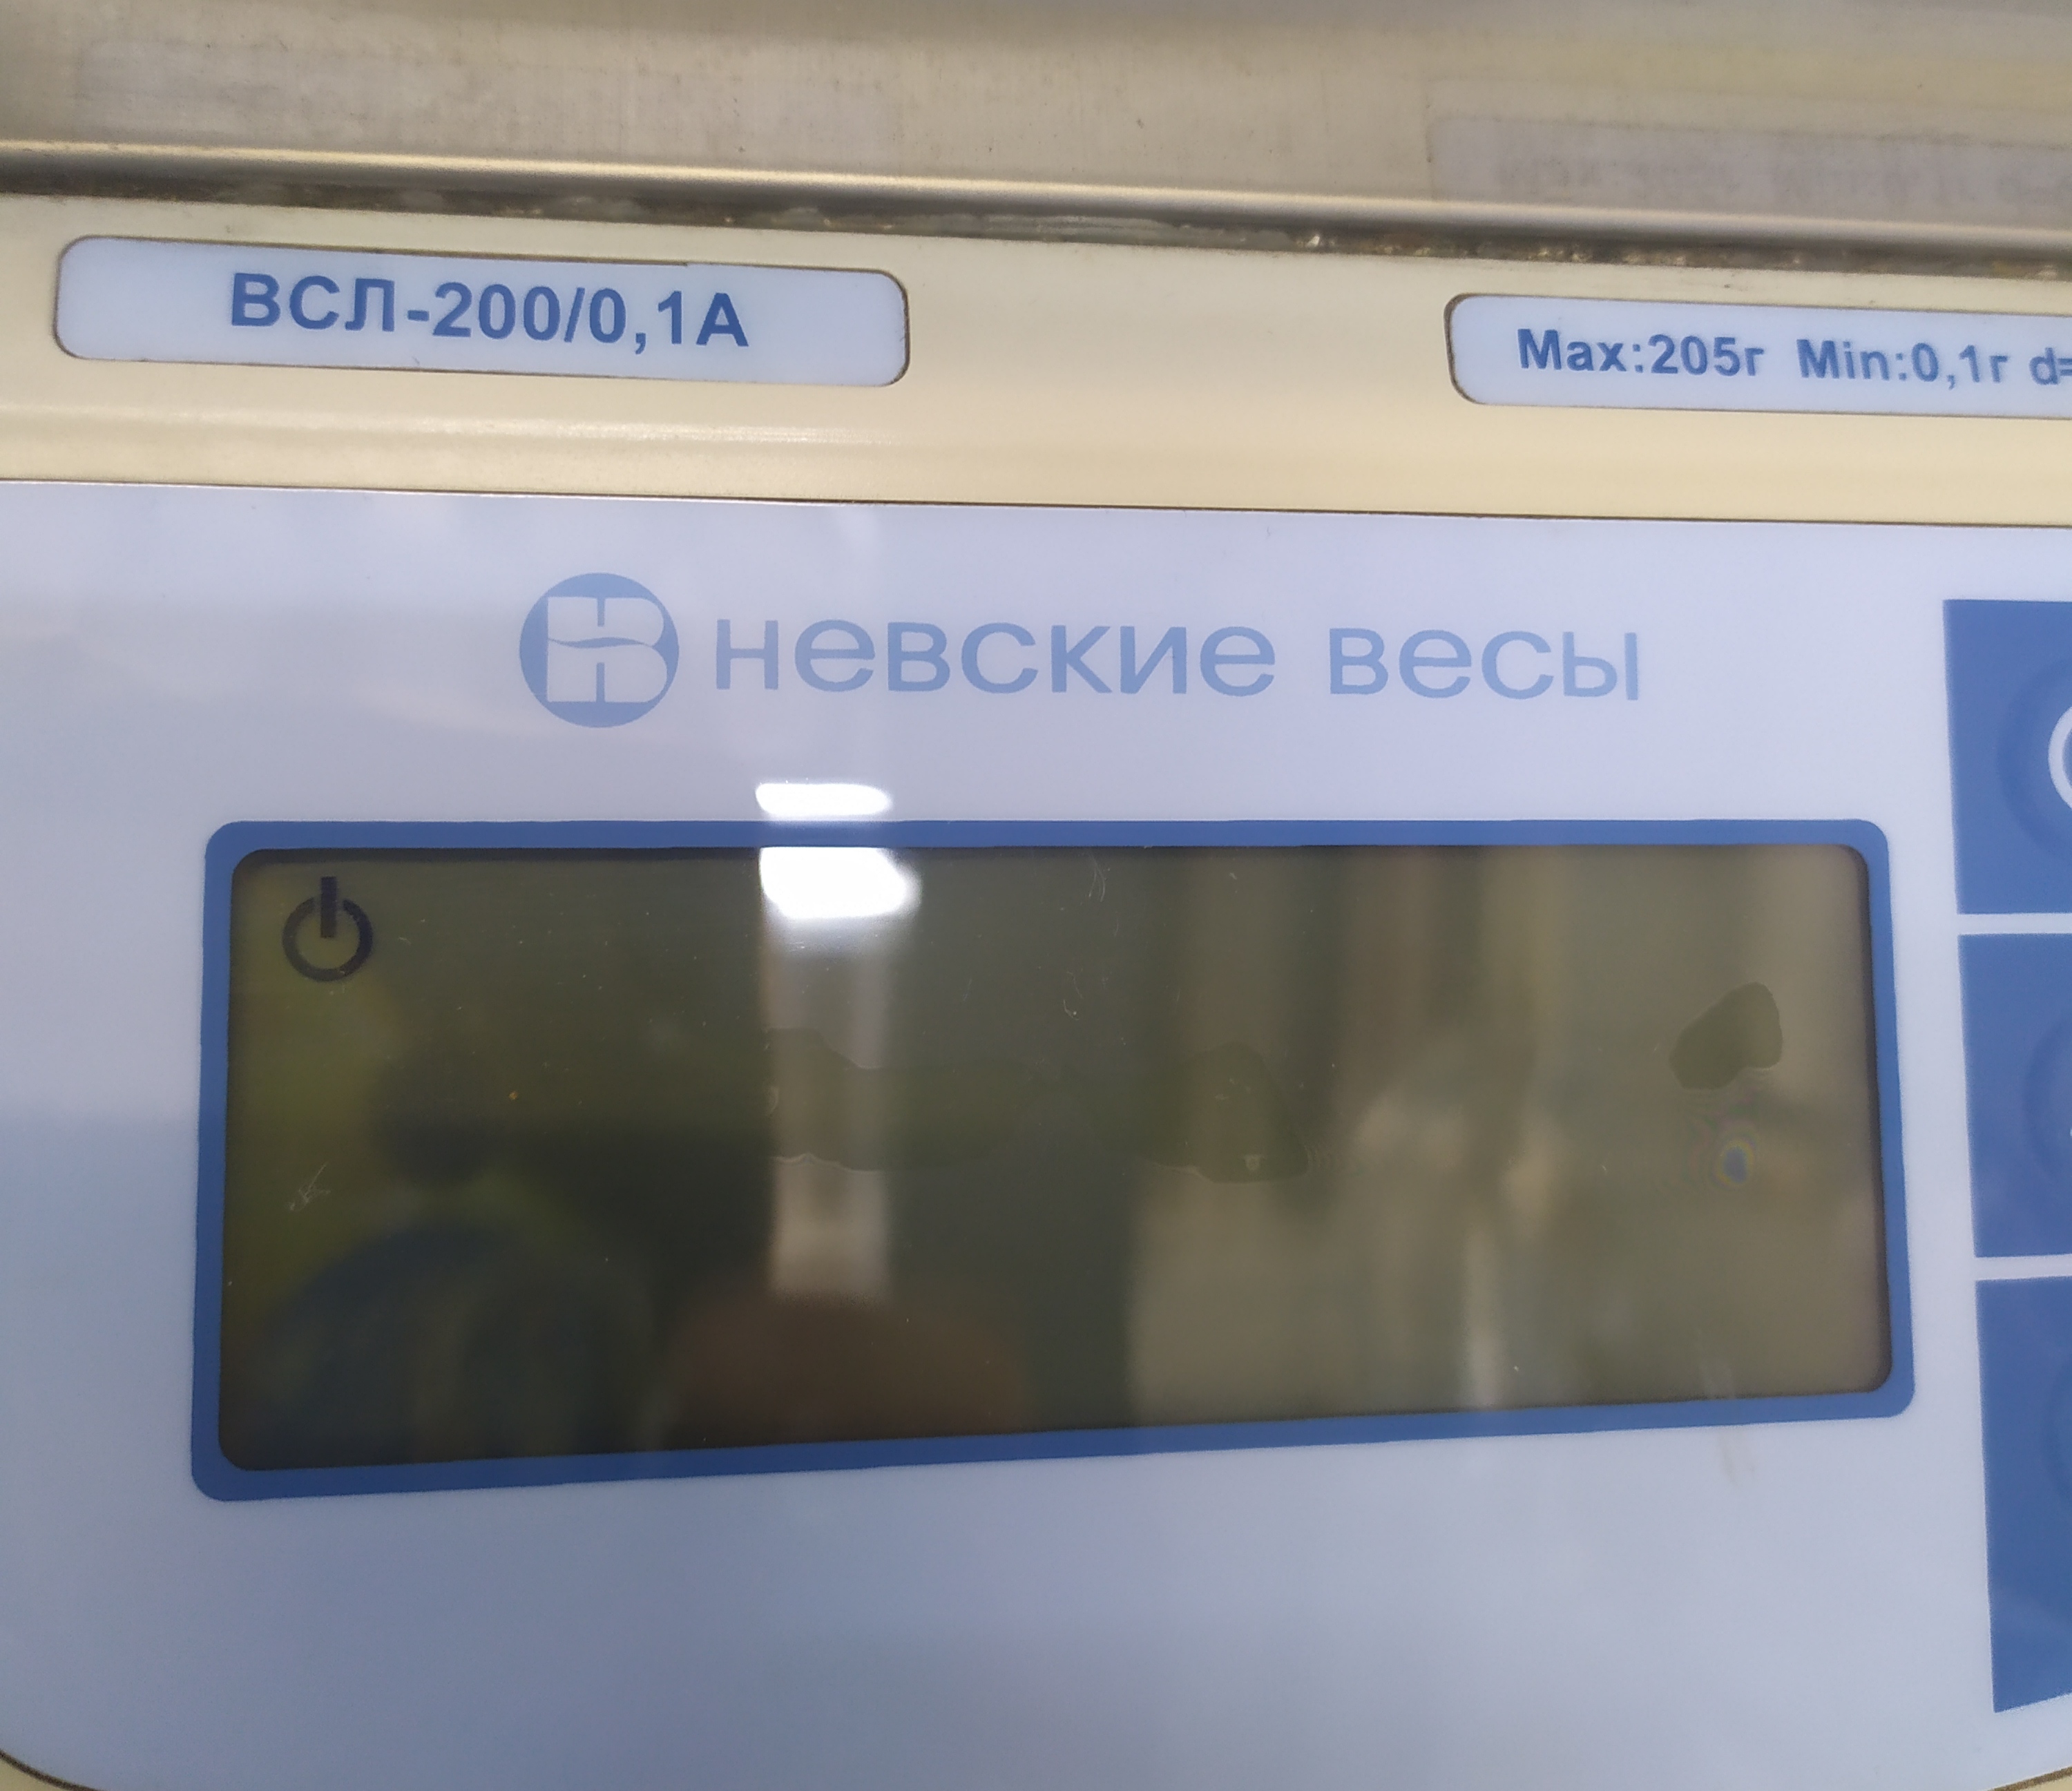 ВСЛ-200/0,1А
Max:205г Min:0,1г d=
невские весы